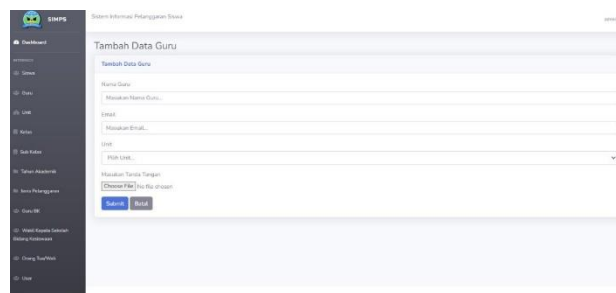 SIMPS
Sistem Informasi Pelanggaran Siswa
Dashboard
Siswa
Guru
Unit
Kelas
Sub Kelas
Tahun Akademik
Jenis Pelanggaran
Guru BK
Wakil Kepala Sekolah
Bidang Kesiswaan
Orang Tua/Wali
User
Tambah Data Guru
Tambah Data Guru
Nama Guru
Masukan Nama Guru...
Email
Masukan Email...
Unit
Pilih Unit...
Masukan Tanda Tangan
Choose File No file chosen
Submit Batal